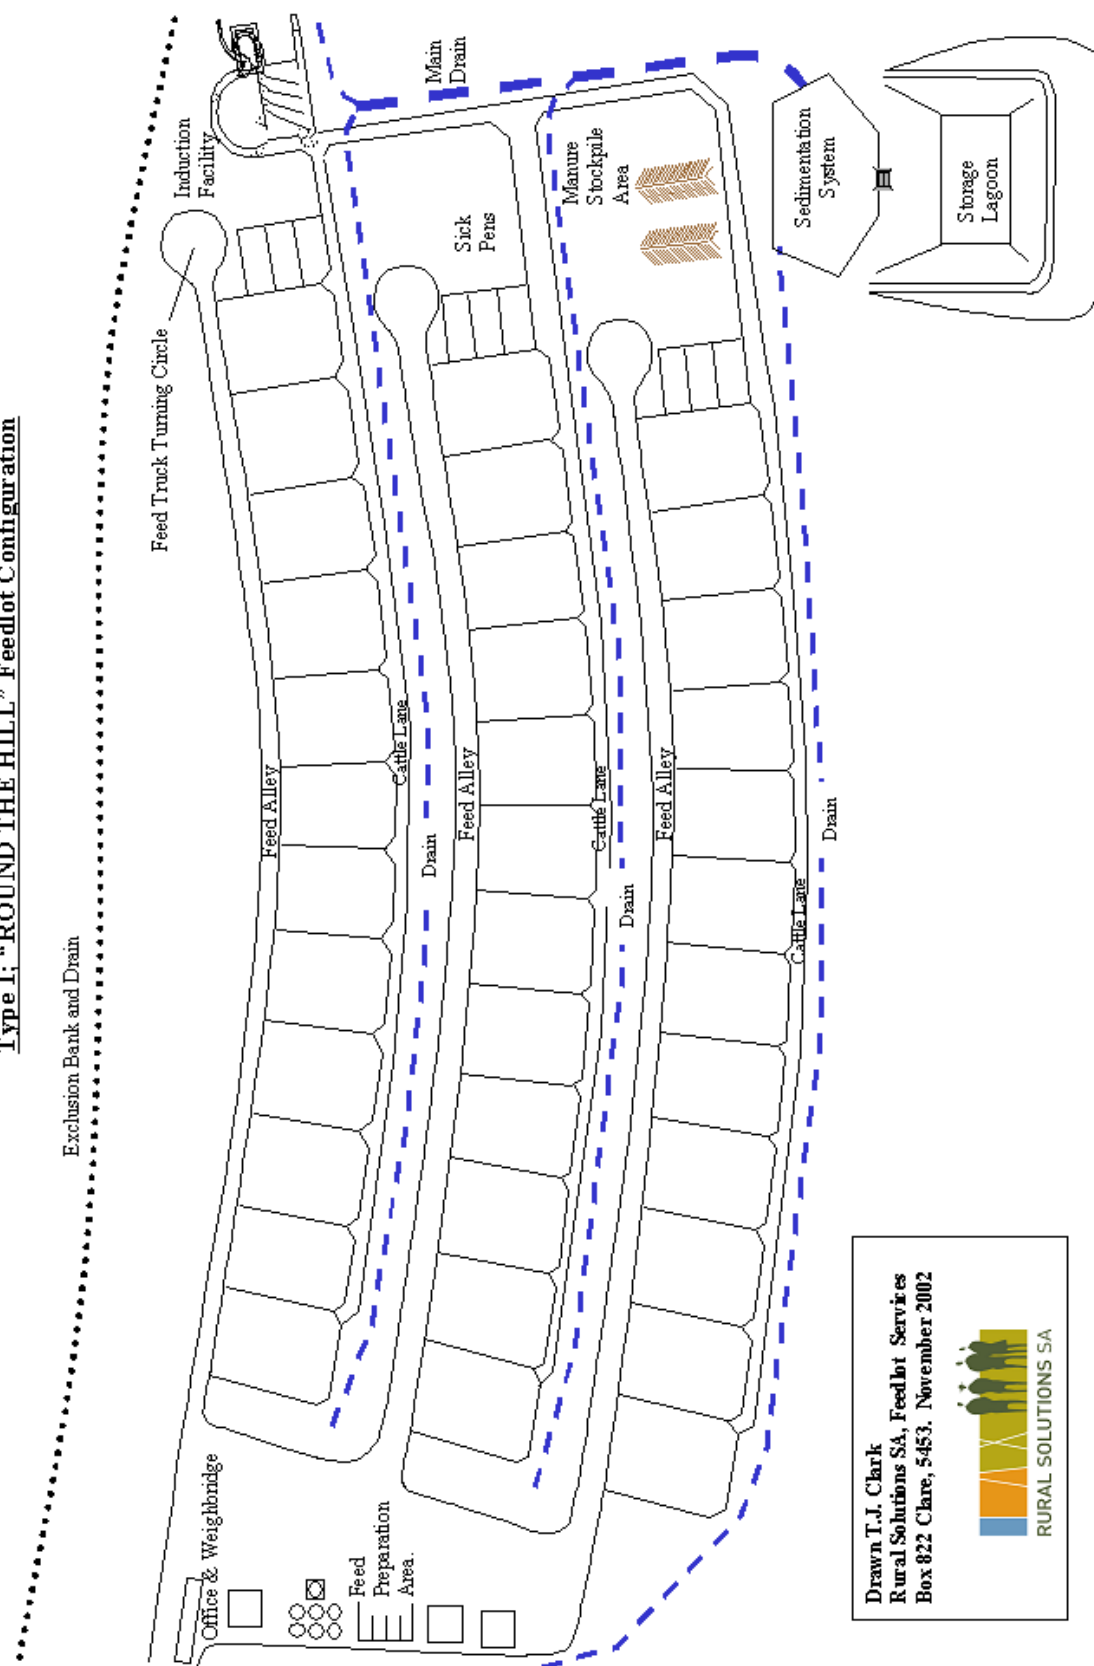 Type 1; "ROUND THE HILL" Feedlot Configuration
Exclusion Bank and Drain
Feed Truck Turning Circle
Induction
Facility
Main
Drain
Feed Alley
Cattle Lane
Drain
Sick
Pens
Feed Alley
Cattle Lane
Drain
Manure
Stockpile
Area
Feed Alley
Cattle Lane
Drain
Sedimentation
System
Storage
Lagoon
Office & Weighbridge
Feed
Preparation
Area.
Drawn T.J. Clark
Rural Solutions SA, Feedlot Services
Box 822 Clare, 5453. November 2002
RURAL SOLUTIONS SA